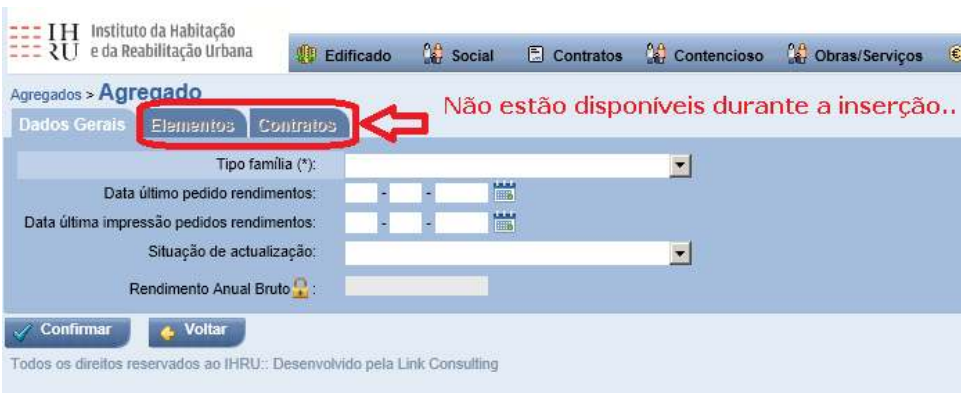 IH Instituto da Habitação
RU e da Reabilitação Urbana
Edificado Social Contratos Contencioso Obras/Serviços
Agregados > Agregado
Não estão disponíveis durante a inserção..
Dados Gerais Elementos Contratos
Tipo família (*):
Data último pedido rendimentos: - -
Data última impressão pedidos rendimentos: - -
Situação de actualização:
Rendimento Anual Bruto :
Confirmar Voltar
Todos os direitos reservados ao IHRU:: Desenvolvido pela Link Consulting